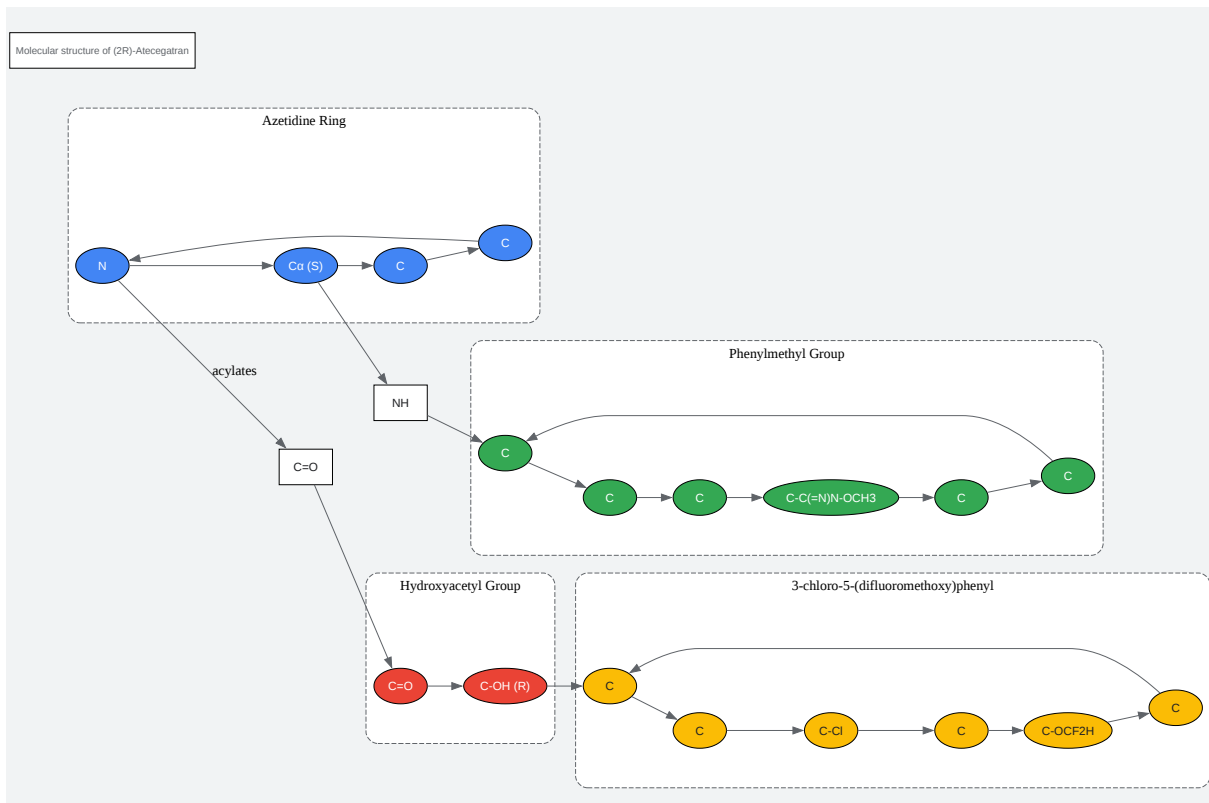 Molecular structure of (2R)-Atecegatran
Azetidine Ring
C
N
Cα (S)
C
Phenylmethyl Group
acylates
NH
C
C=O
C
C
C
C-C(=N)N-OCH3
C
Hydroxyacetyl Group
3-chloro-5-(difluoromethoxy)phenyl
C=O
C-OH (R)
C
C
C
C-Cl
C
C-OCF2H